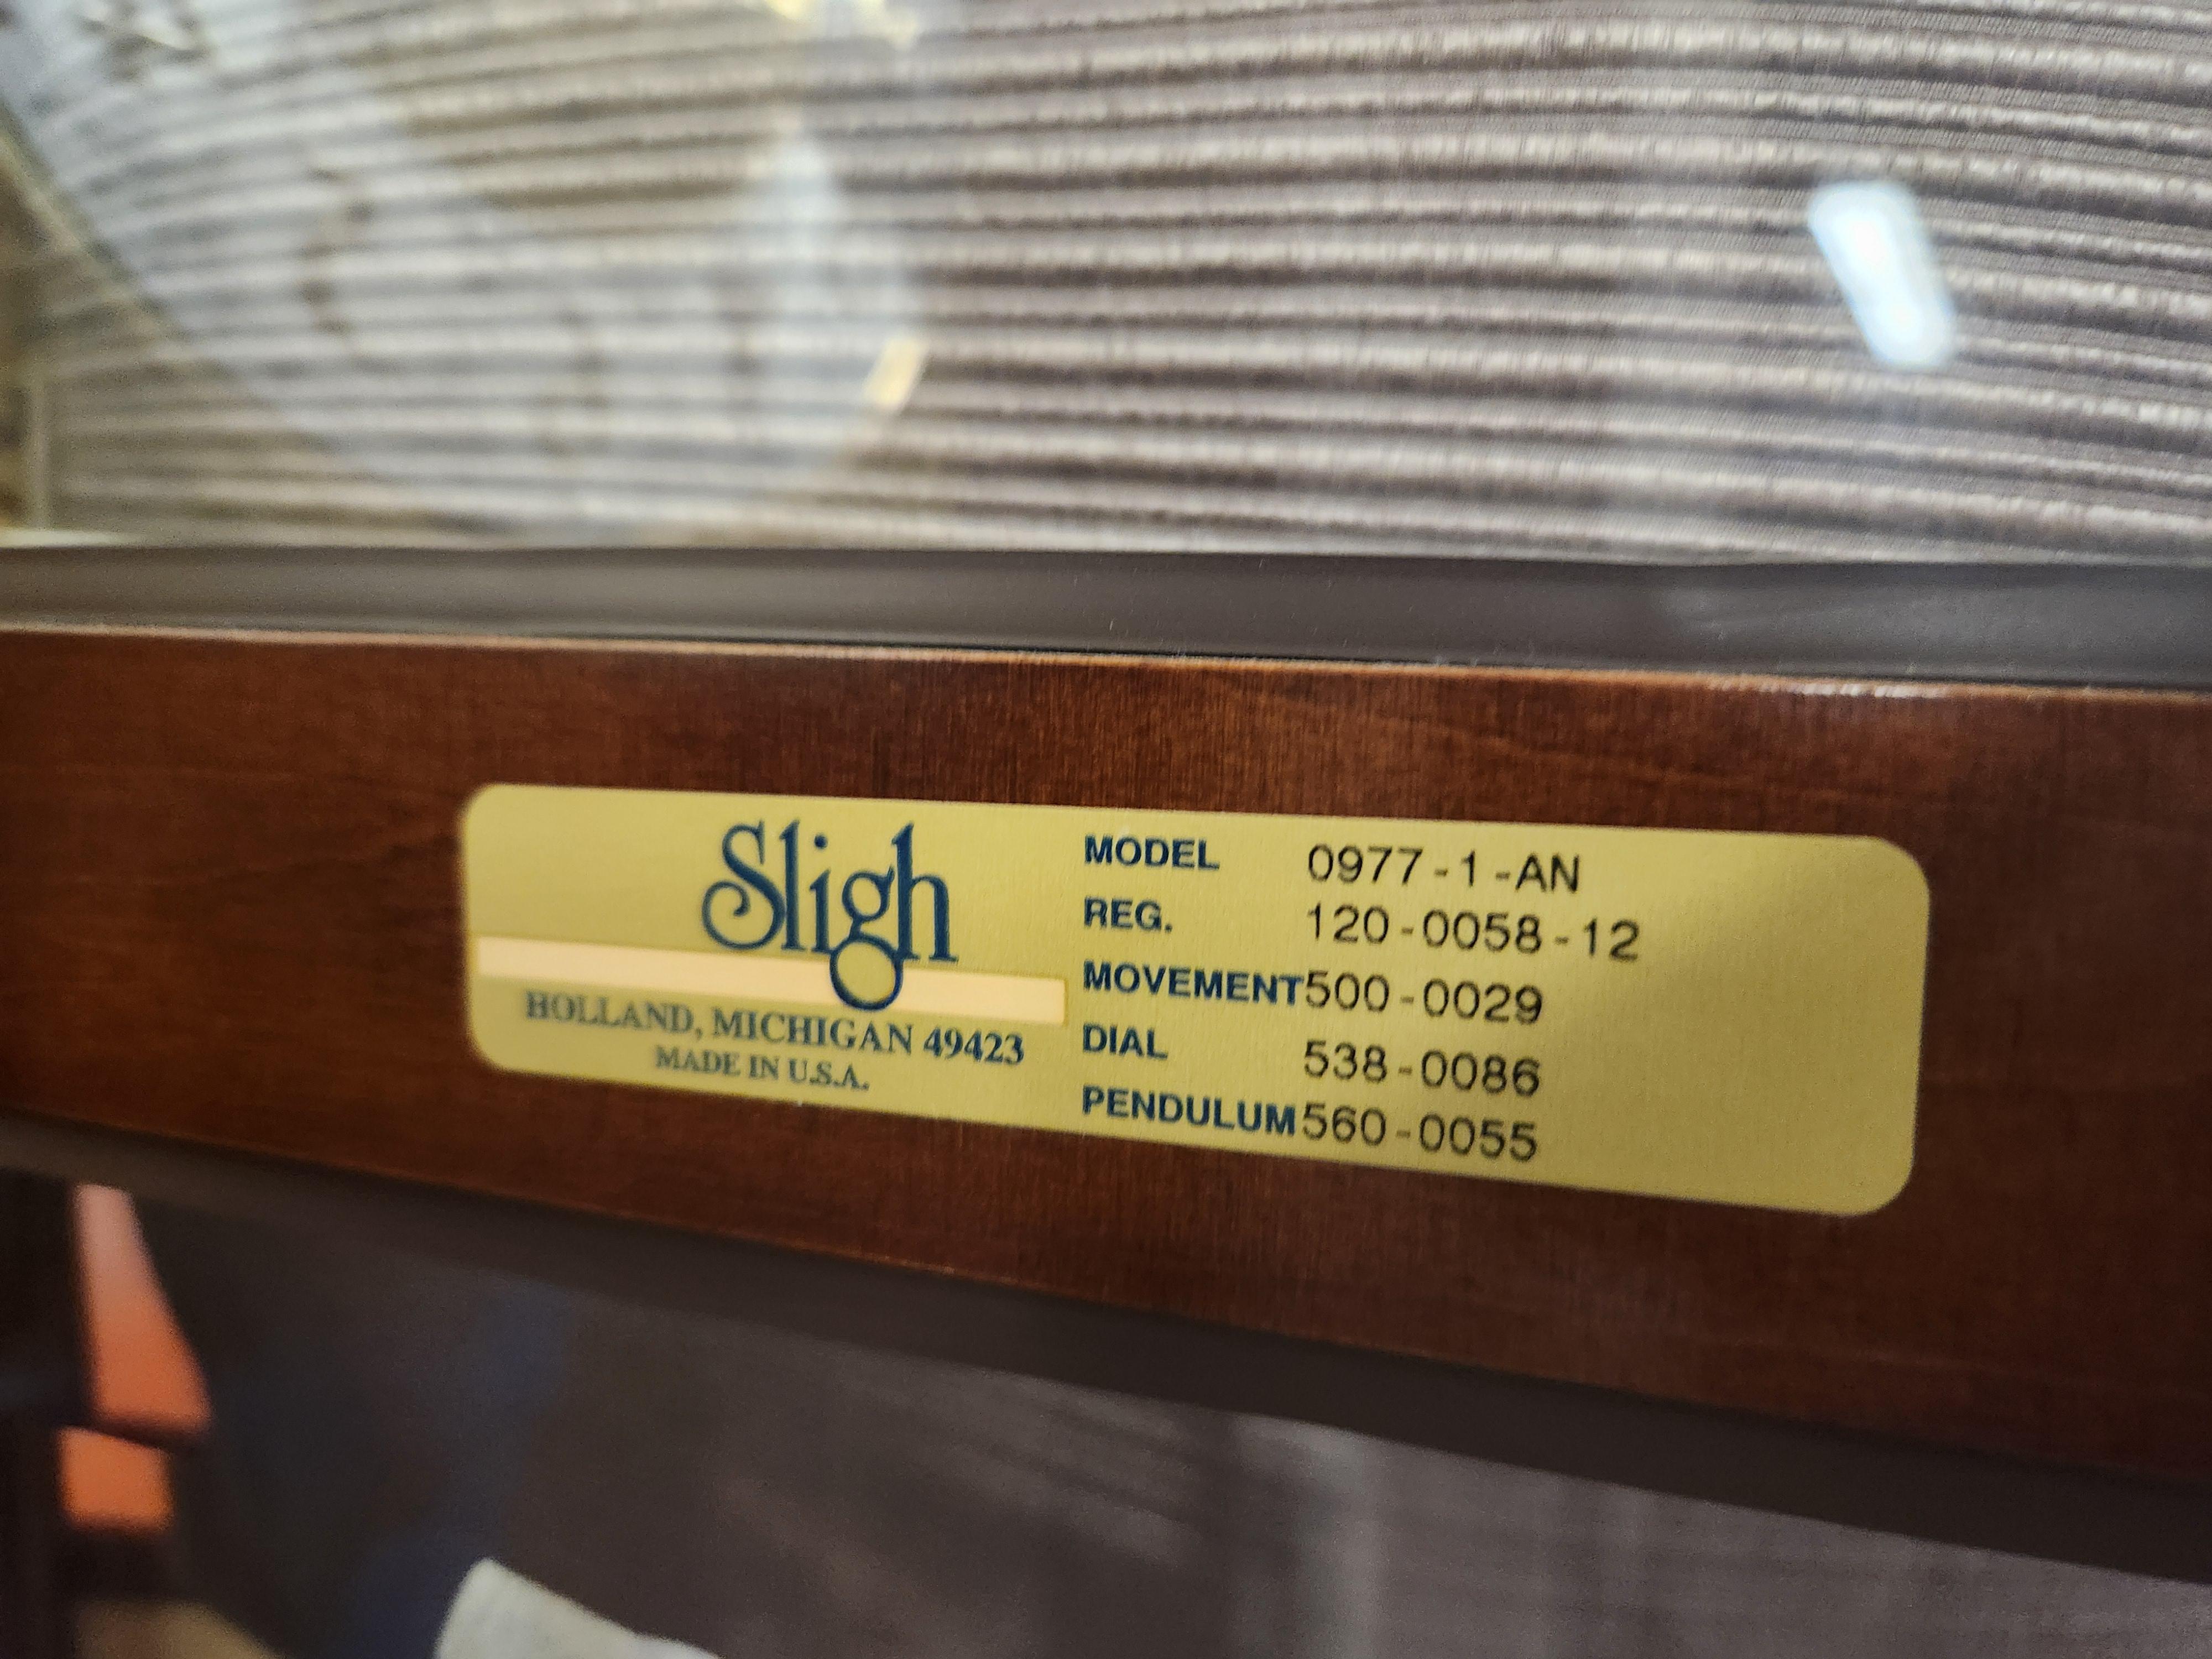 Sligh
HOLLAND, MICHIGAN 49423
MADE IN U.S.A.
MODEL 0977-1-AN
REG. 120-0058-12
MOVEMENT 500-0029
DIAL 538-0086
PENDULUM 560-0055